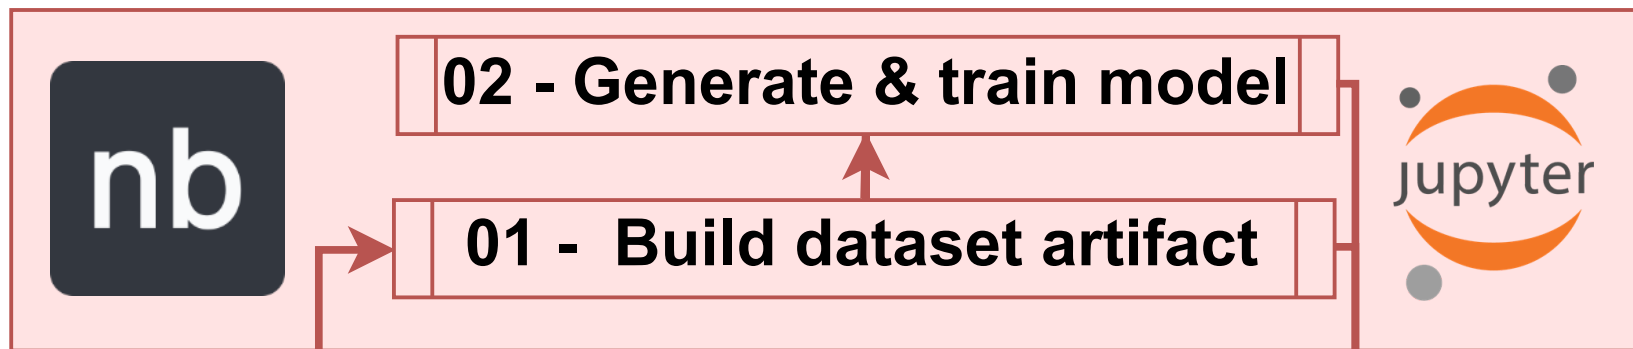 02 - Generate & train model
nb
jupyter
01 -  Build dataset artifact